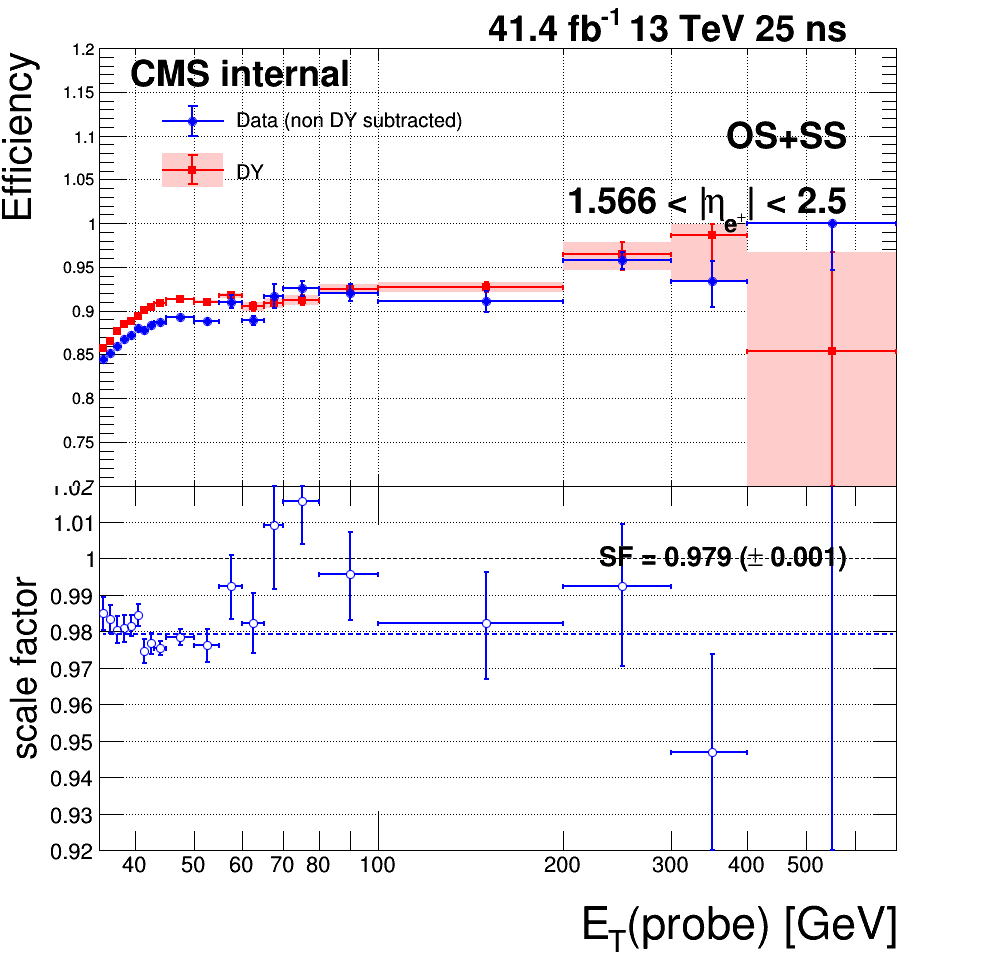 41.4 fb-1 13 TeV 25 ns
Efficiency
1.2
1.15
1.1
1.05
1
0.95
0.9
0.85
0.8
0.75
CMS internal
Data (non DY subtracted)
DY
OS+SS
1.566 < |ηe±| < 2.5
scale factor
1.02
1.01
1
0.99
0.98
0.97
0.96
0.95
0.94
0.93
0.92
SF = 0.979 (± 0.001)
40 50 60 70 80 100 200 300 400 500
ET(probe) [GeV]